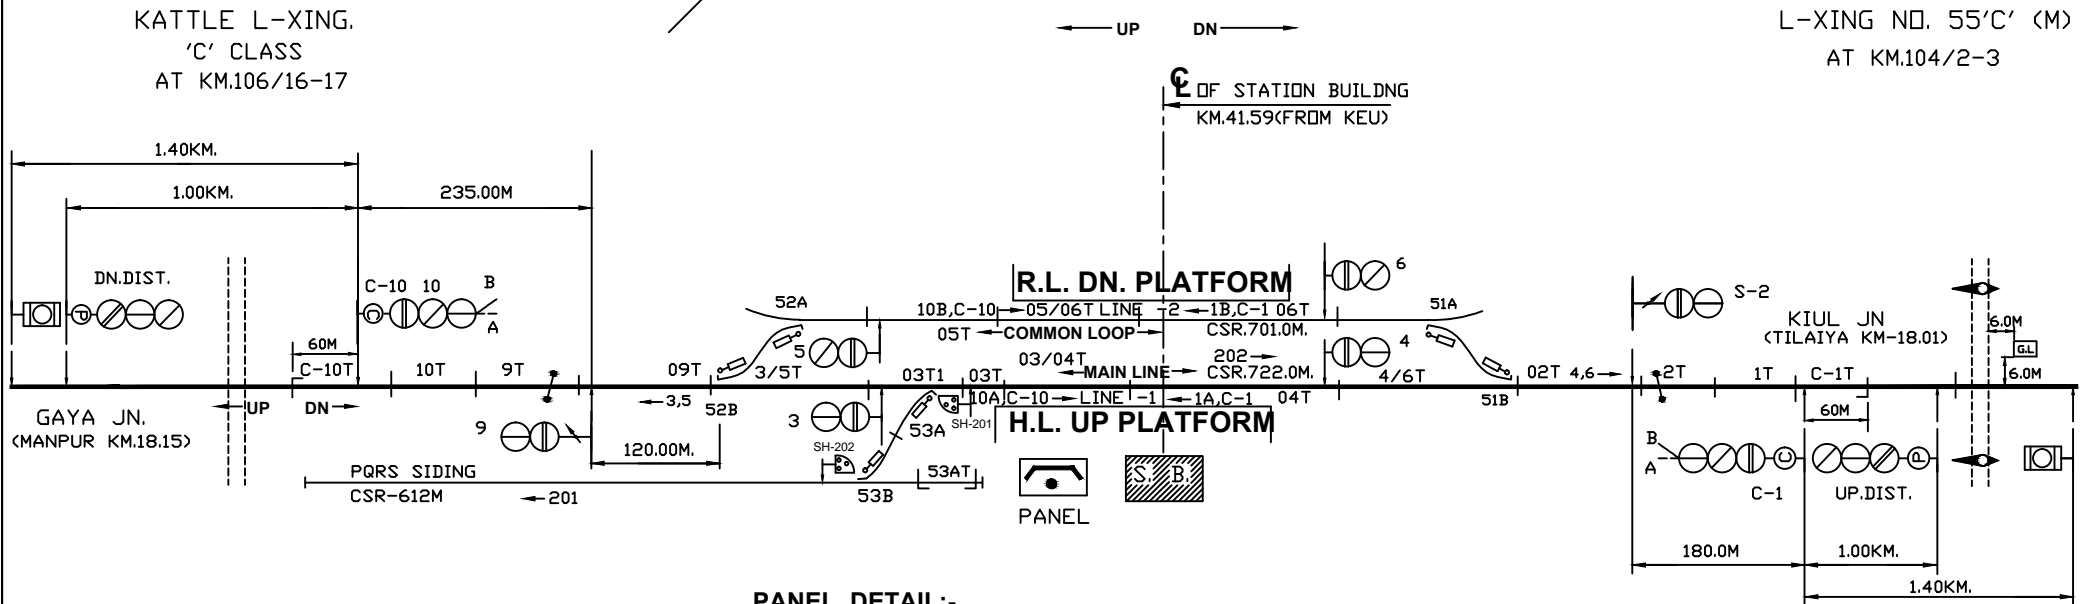 KATTLE L-XING.
'C' CLASS
AT KM.106/16-17
UP DN
L-XING NO. 55'C' (M)
AT KM.104/2-3
℄ OF STATION BUILDNG
KM.41.59(FROM KEU)
1.40KM.
1.00KM.
235.00M
DN.DIST.
P
C-10 10
C
B
A
60M
C-10T
10T
9T
09T
3/5T
52A
52B
5
R.L. DN. PLATFORM
10B,C-10 05/06T LINE -2 1B,C-1 06T
05T COMMON LOOP CSR.701.0M.
03/04T 202
MAIN LINE CSR.722.0M.
03T1 03T
10A,C-10 LINE -1 1A,C-1 04T
H.L. UP PLATFORM
6
4
4/6T
51A
51B
02T 4,6
2T
1T
C-1T
60M
S-2
KIUL JN
(TILAIYA KM-18.01)
6.0M
G.L
6.0M
GAYA JN.
(MANPUR KM.18.15)
UP DN
3,5
9
120.00M.
3
53A
SH-201
SH-202
53B
53AT
PQRS SIDING
CSR-612M
201
PANEL
S. B.
B
A
C
C-1
P
UP.DIST.
180.0M
1.00KM.
1.40KM.
PANEL DETAIL:-